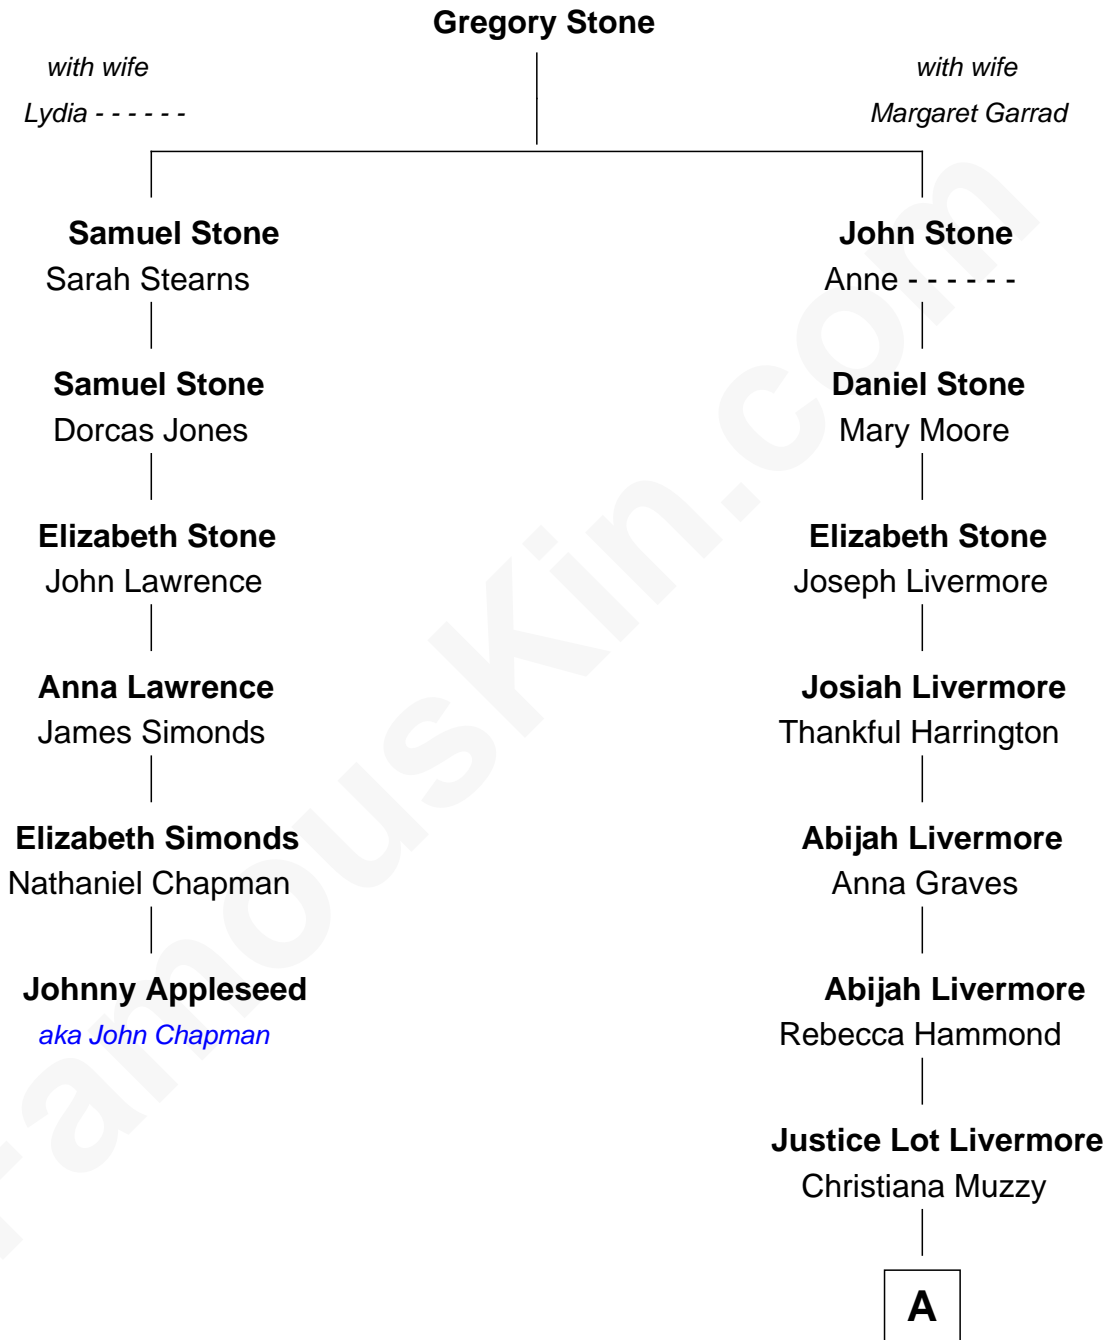 Gregory Stone
with wife
Lydia - - - - - -
with wife
Margaret Garrad
Samuel Stone
Sarah Stearns
John Stone
Anne - - - - - -
Samuel Stone
Dorcas Jones
Daniel Stone
Mary Moore
Elizabeth Stone
John Lawrence
Elizabeth Stone
Joseph Livermore
Anna Lawrence
James Simonds
Josiah Livermore
Thankful Harrington
Elizabeth Simonds
Nathaniel Chapman
Abijah Livermore
Anna Graves
Johnny Appleseed
aka John Chapman
Abijah Livermore
Rebecca Hammond
Justice Lot Livermore
Christiana Muzzy
A
FamousKin.com